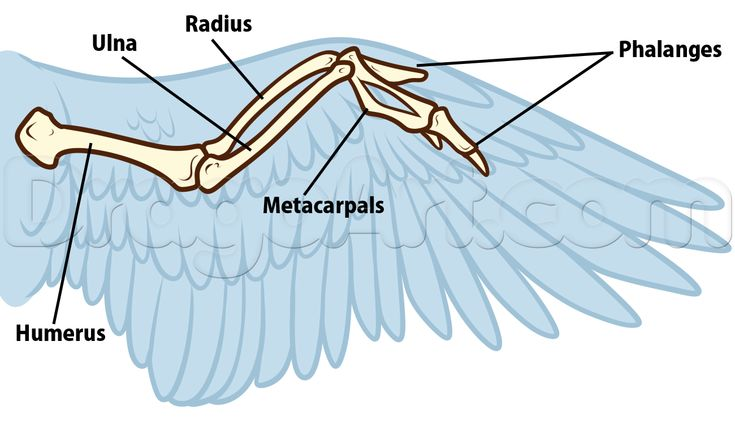 Radius
Ulna
Phalanges
Metacarpals
DragoArt.com
Humerus